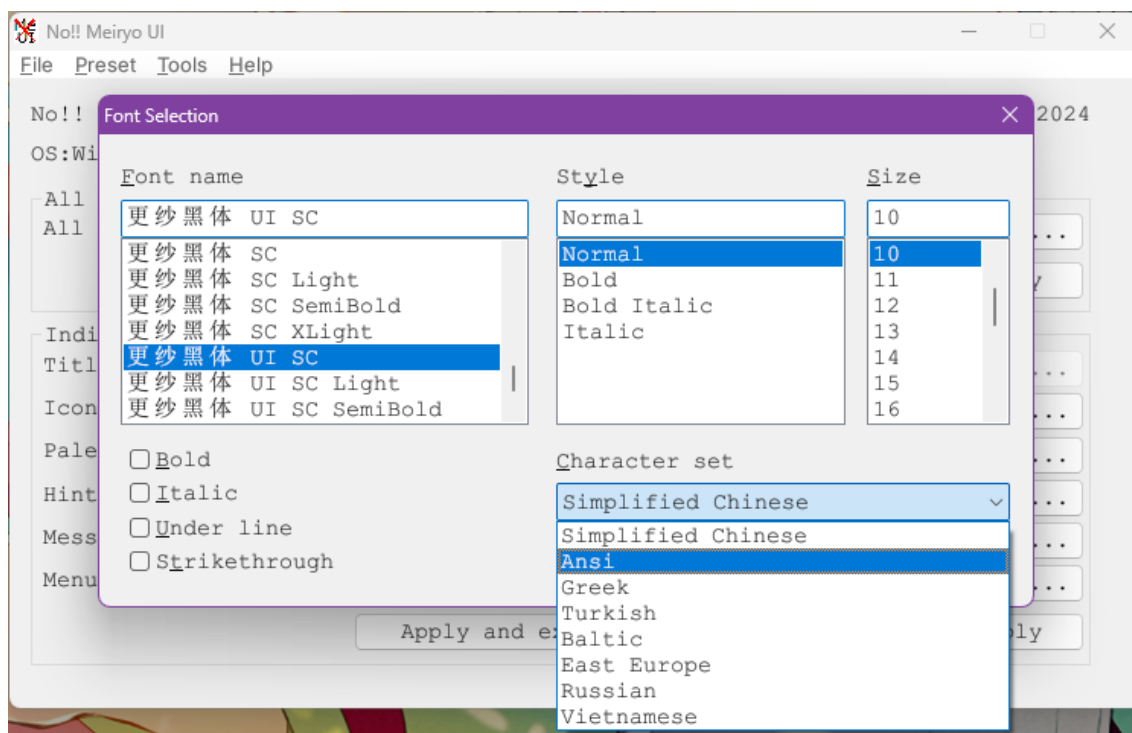 No!! Meiryo UI
File Preset Tools Help
No!!
2024
OS:Wi
All
All
...
Indi
Titl
...
Icon
...
Pale
...
Hint
...
Mess
...
Menu
...
Apply and
Font Selection
Font name
更纱黑体 UI SC
更纱黑体 SC
更纱黑体 SC Light
更纱黑体 SC SemiBold
更纱黑体 SC XLight
更纱黑体 UI SC
更纱黑体 UI SC Light
更纱黑体 UI SC SemiBold
Style
Normal
Normal
Bold
Bold Italic
Italic
Size
10
10
11
12
13
14
15
16
Bold
Italic
Under line
Strikethrough
Character set
Simplified Chinese
Simplified Chinese
Ansi
Greek
Turkish
Baltic
East Europe
Russian
Vietnamese